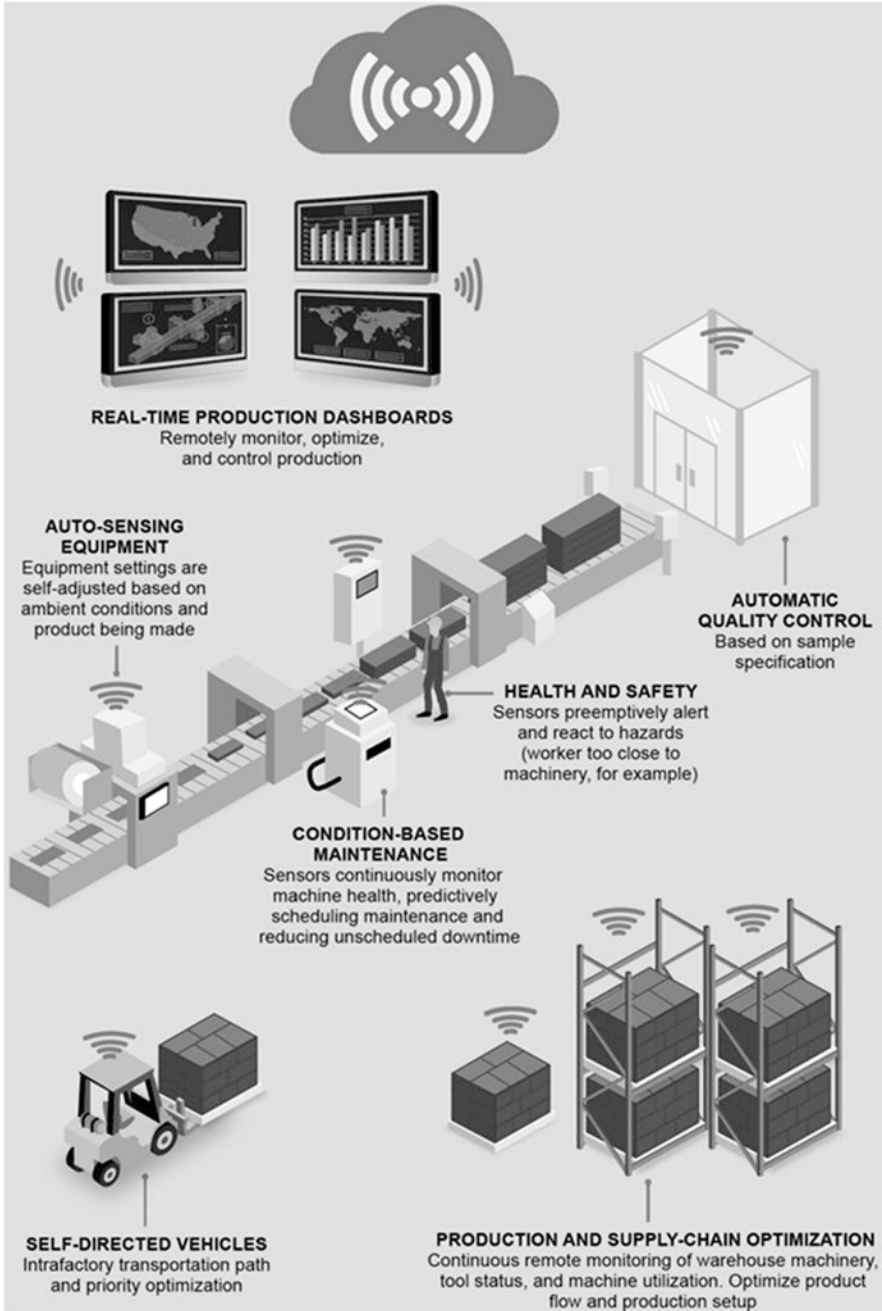 REAL-TIME PRODUCTION DASHBOARDS
Remotely monitor, optimize,
and control production
AUTO-SENSING
EQUIPMENT
Equipment settings are
self-adjusted based on
ambient conditions and
product being made
AUTOMATIC
QUALITY CONTROL
Based on sample
specification
HEALTH AND SAFETY
Sensors preemptively alert
and react to hazards
(worker too close to
machinery, for example)
CONDITION-BASED
MAINTENANCE
Sensors continuously monitor
machine health, predictively
scheduling maintenance and
reducing unscheduled downtime
SELF-DIRECTED VEHICLES
Intrafactory transportation path
and priority optimization
PRODUCTION AND SUPPLY-CHAIN OPTIMIZATION
Continuous remote monitoring of warehouse machinery,
tool status, and machine utilization. Optimize product
flow and production setup